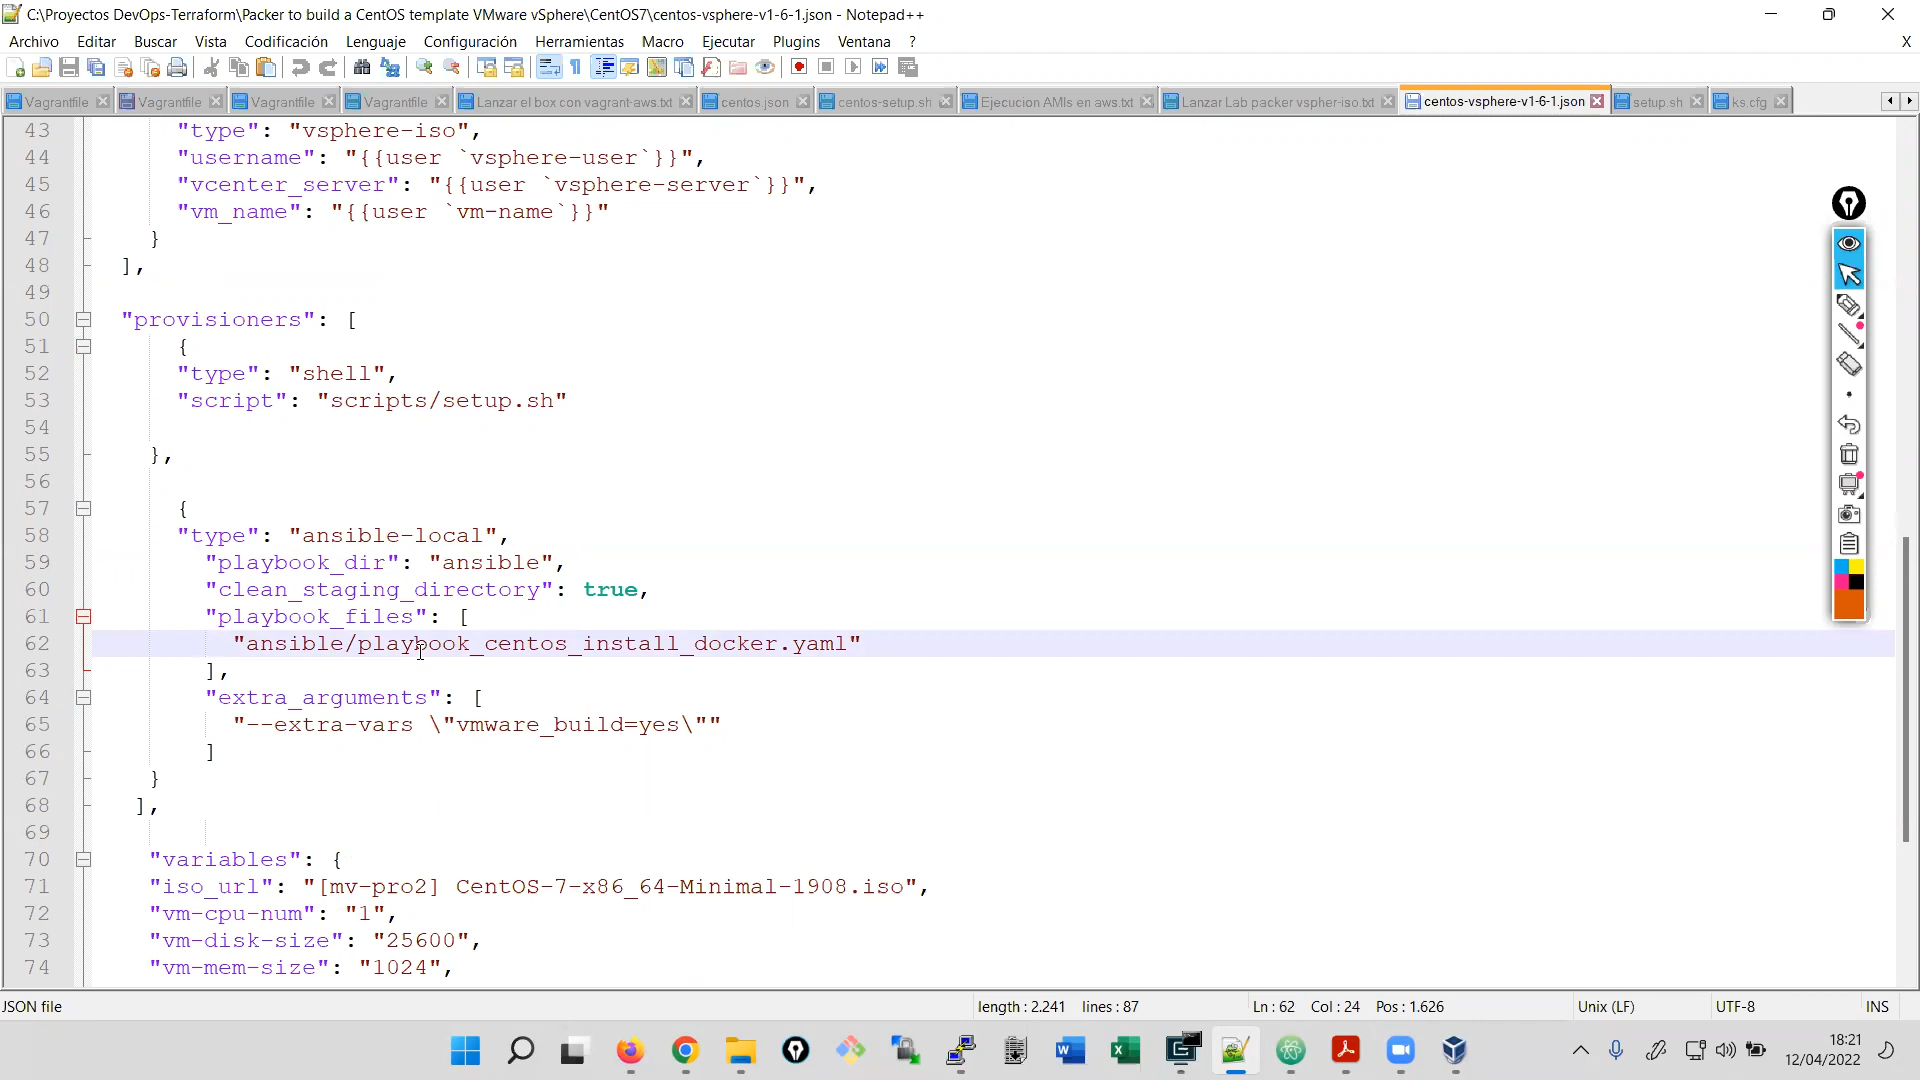 C:\Proyectos DevOps-Terraform\Packer to build a CentOS template VMware vSphere\CentOS7\centos-vsphere-v1-6-1.json - Notepad++
Archivo Editar Buscar Vista Codificación Lenguaje Configuración Herramientas Macro Ejecutar Plugins Ventana ? X
Vagrantfile Vagrantfile Vagrantfile Vagrantfile Lanzar el box con vagrant-aws.txt centos.json centos-setup.sh Ejecucion AMIs en aws.txt Lanzar Lab packer vspher-iso.txt centos-vsphere-v1-6-1.json setup.sh ks.cfg
43 "type": "vsphere-iso",
44 "username": "{{user `vsphere-user`}}",
45 "vcenter_server": "{{user `vsphere-server`}}",
46 "vm_name": "{{user `vm-name`}}"
47 }
48 ],
49
50 "provisioners": [
51 {
52 "type": "shell",
53 "script": "scripts/setup.sh"
54
55 },
56
57 {
58 "type": "ansible-local",
59 "playbook_dir": "ansible",
60 "clean_staging_directory": true,
61 "playbook_files": [
62 "ansible/playbook_centos_install_docker.yaml"
63 ],
64 "extra_arguments": [
65 "--extra-vars \"vmware_build=yes\""
66 ]
67 }
68 ],
69
70 "variables": {
71 "iso_url": "[mv-pro2] CentOS-7-x86_64-Minimal-1908.iso",
72 "vm-cpu-num": "1",
73 "vm-disk-size": "25600",
74 "vm-mem-size": "1024",
JSON file length : 2.241 lines : 87 Ln : 62 Col : 24 Pos : 1.626 Unix (LF) UTF-8 INS
18:21
12/04/2022